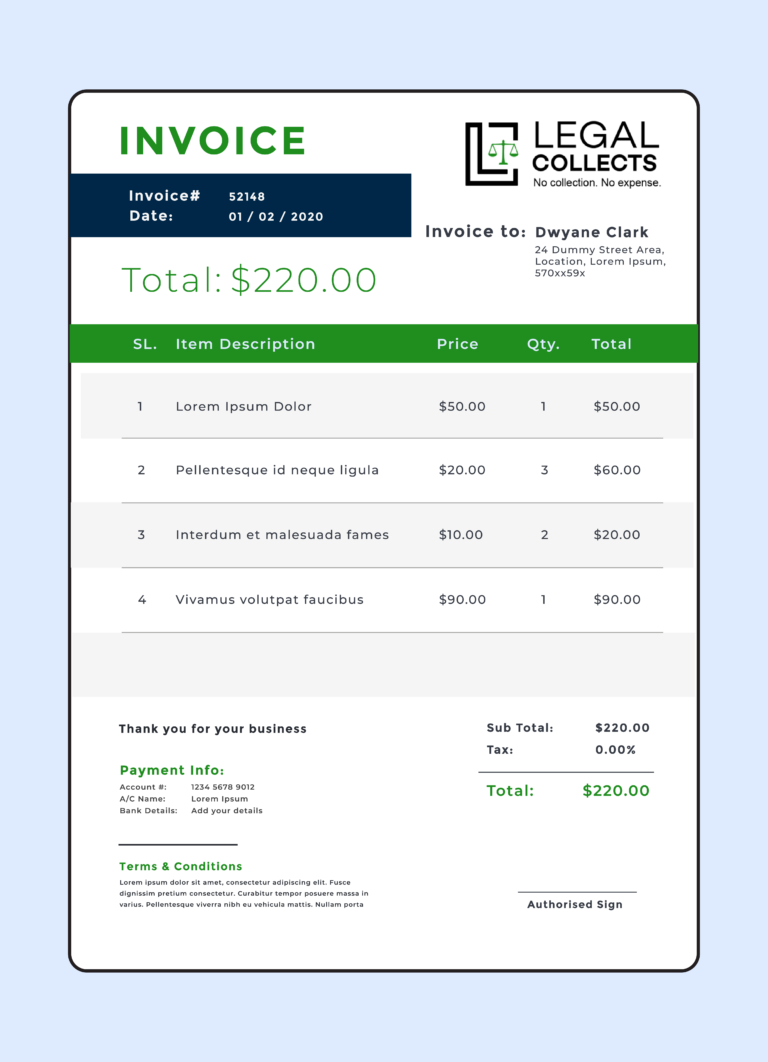 INVOICE
LEGAL
COLLECTS
No collection. No expense.
Invoice# 52148
Date: 01 / 02 / 2020
Invoice to: Dwyane Clark
24 Dummy Street Area,
Location, Lorem Ipsum,
570xx59x
Total: $220.00
SL. Item Description Price Qty. Total
1 Lorem Ipsum Dolor $50.00 1 $50.00
2 Pellentesque id neque ligula $20.00 3 $60.00
3 Interdum et malesuada fames $10.00 2 $20.00
4 Vivamus volutpat faucibus $90.00 1 $90.00
Thank you for your business
Sub Total: $220.00
Tax: 0.00%
Total: $220.00
Payment Info:
Account #: 1234 5678 9012
A/C Name: Lorem Ipsum
Bank Details: Add your details
Terms & Conditions
Lorem ipsum dolor sit amet, consectetur adipiscing elit. Fusce
dignissim pretium consectetur. Curabitur tempor posuere massa in
varius. Pellentesque viverra nibh eu vehicula mattis. Nullam porta
Authorised Sign